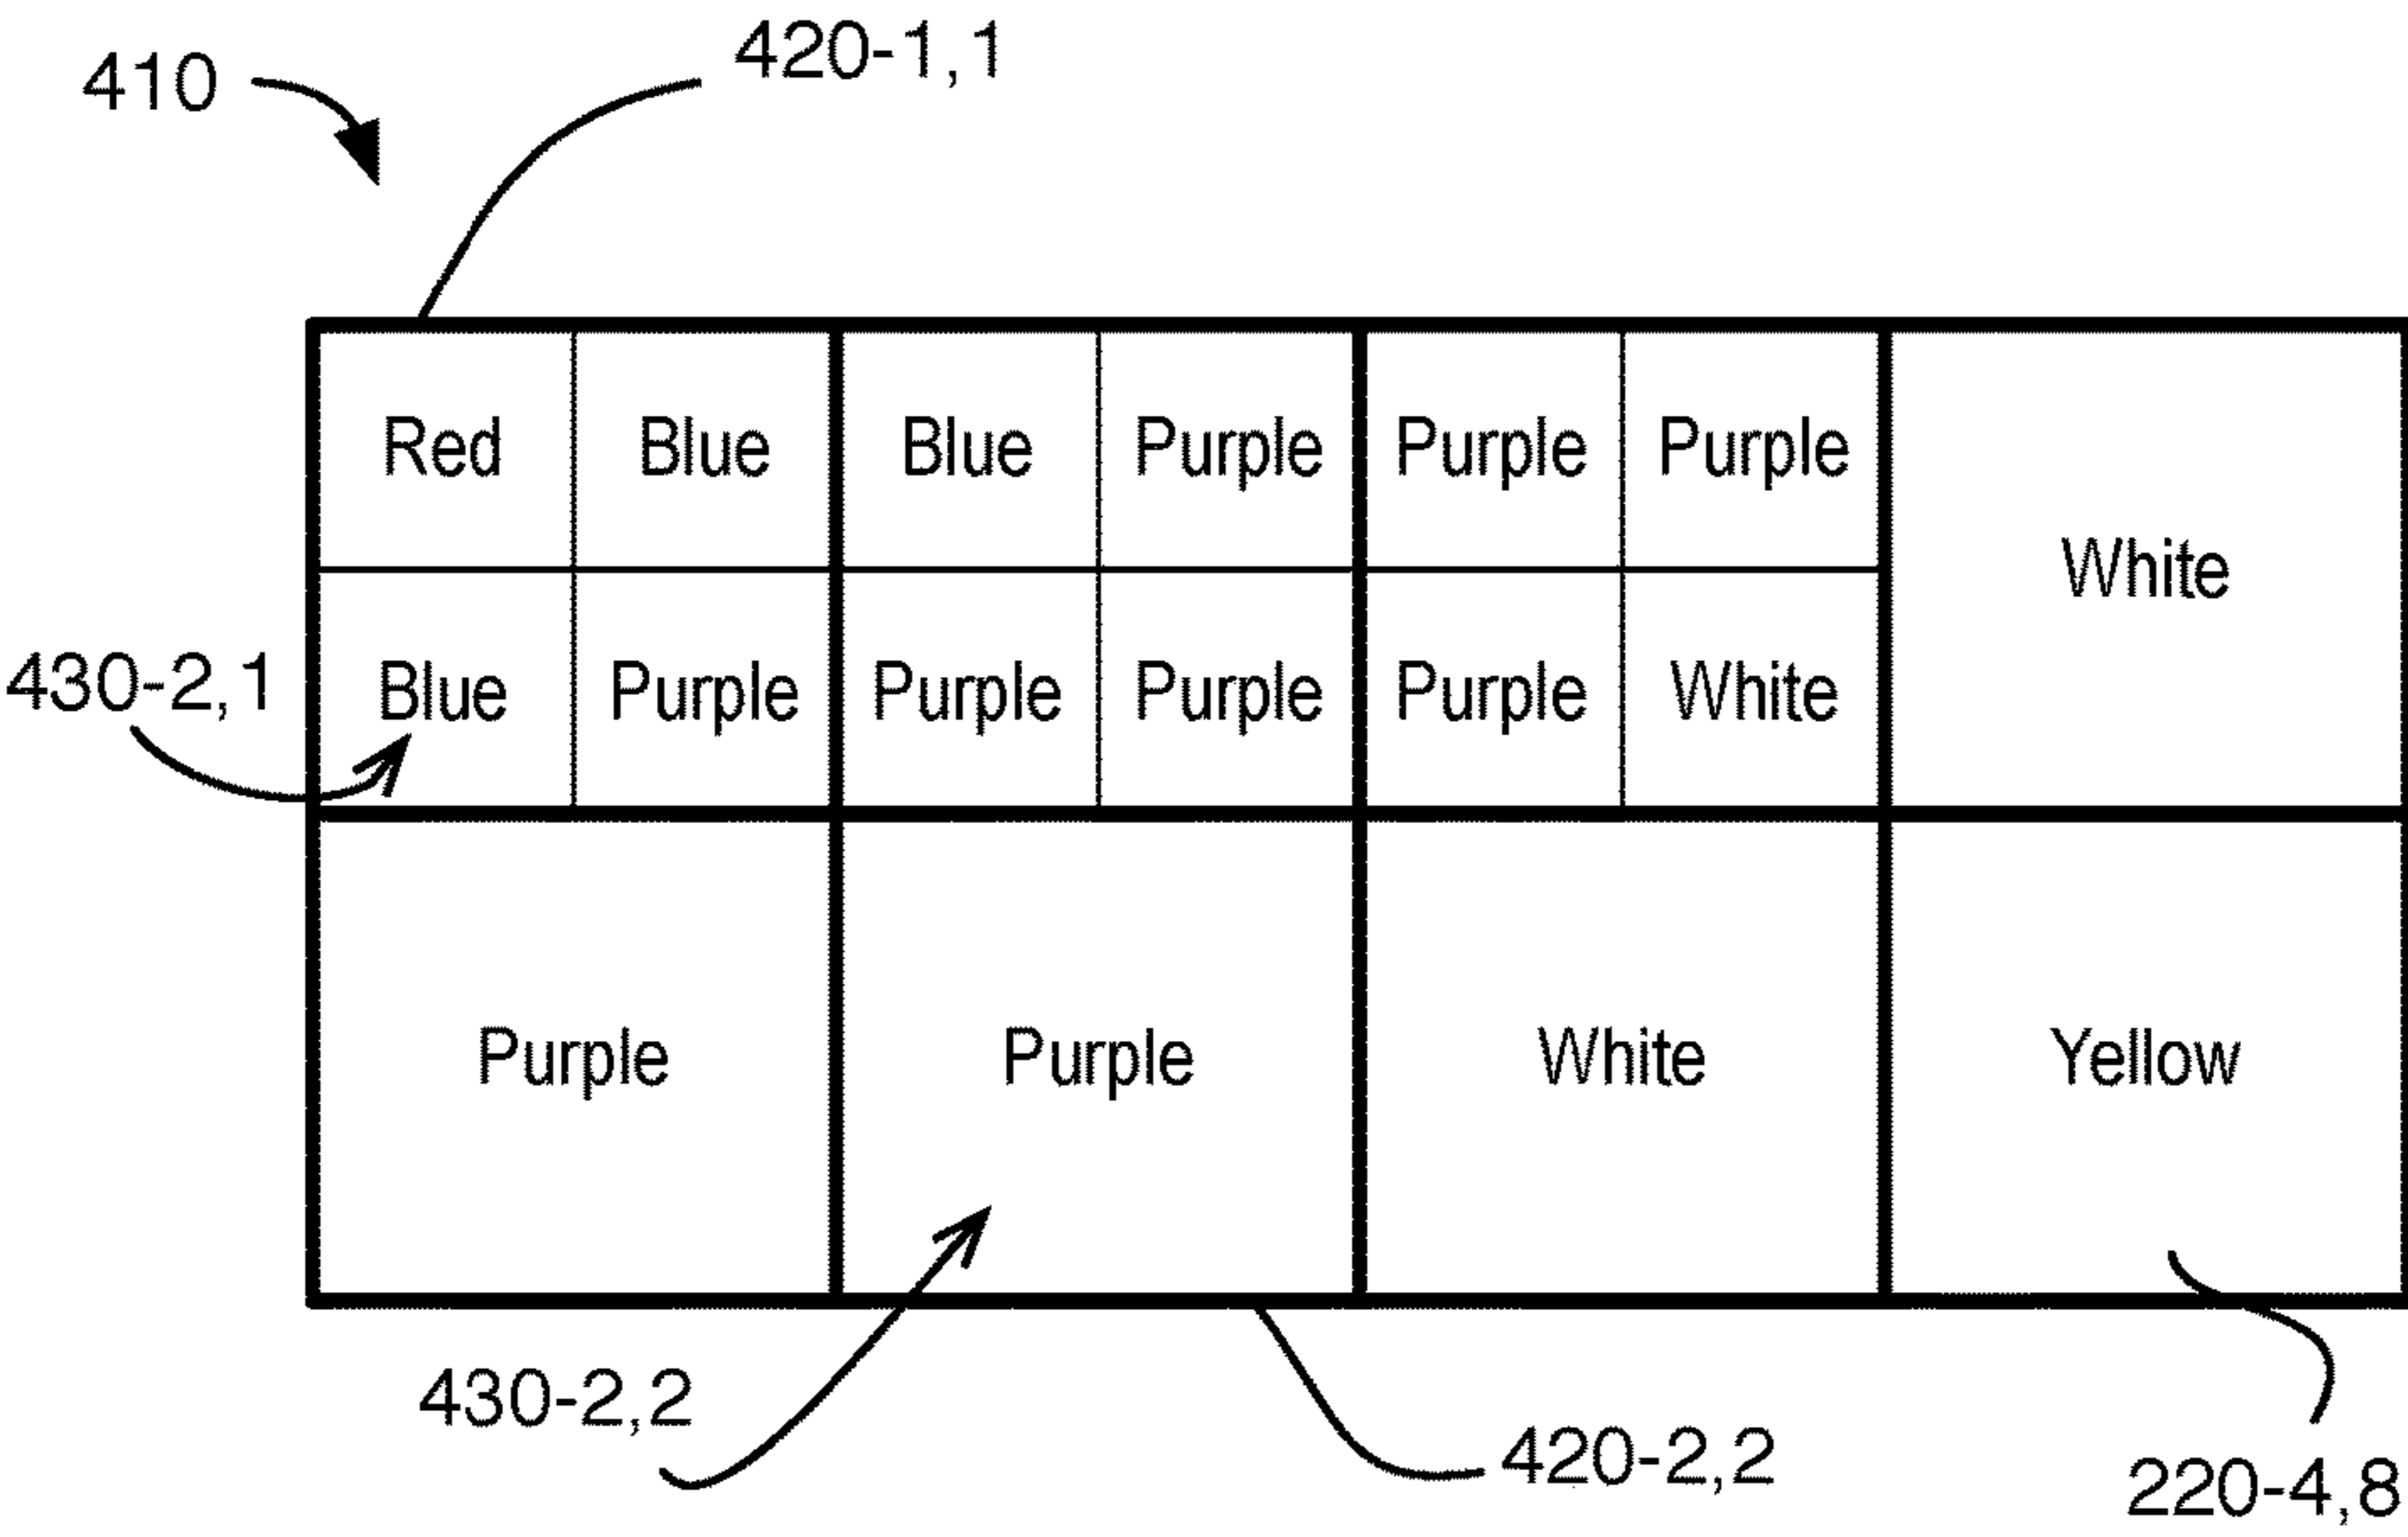 410
420-1,1
Red Blue Blue Purple Purple Purple
White
430-2,1
Blue Purple Purple Purple Purple White
Purple Purple White Yellow
430-2,2
420-2,2
220-4,8